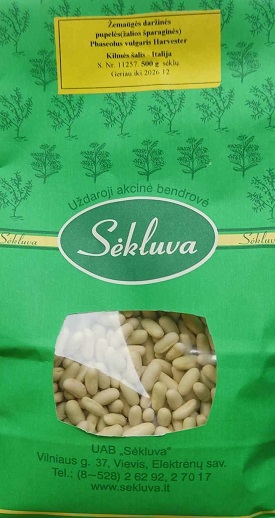 Žemaūgės daržinės
pupelės(žalios šparaginės)
Phaseolus vulgaris Harvester
Kilmės šalis - Italija
X. Nr. 11257. 500 g sėklų
Geriau iki 2026 12
Uždaroji akcinė bendrovė
Sėkluva
Sėkluva
UAB „Sėkluva"
Vilniaus g. 37, Vievis, Elektrėnų sav.
Tel.: (8-528) 2 62 92, 2 70 17
www.sekluva.lt